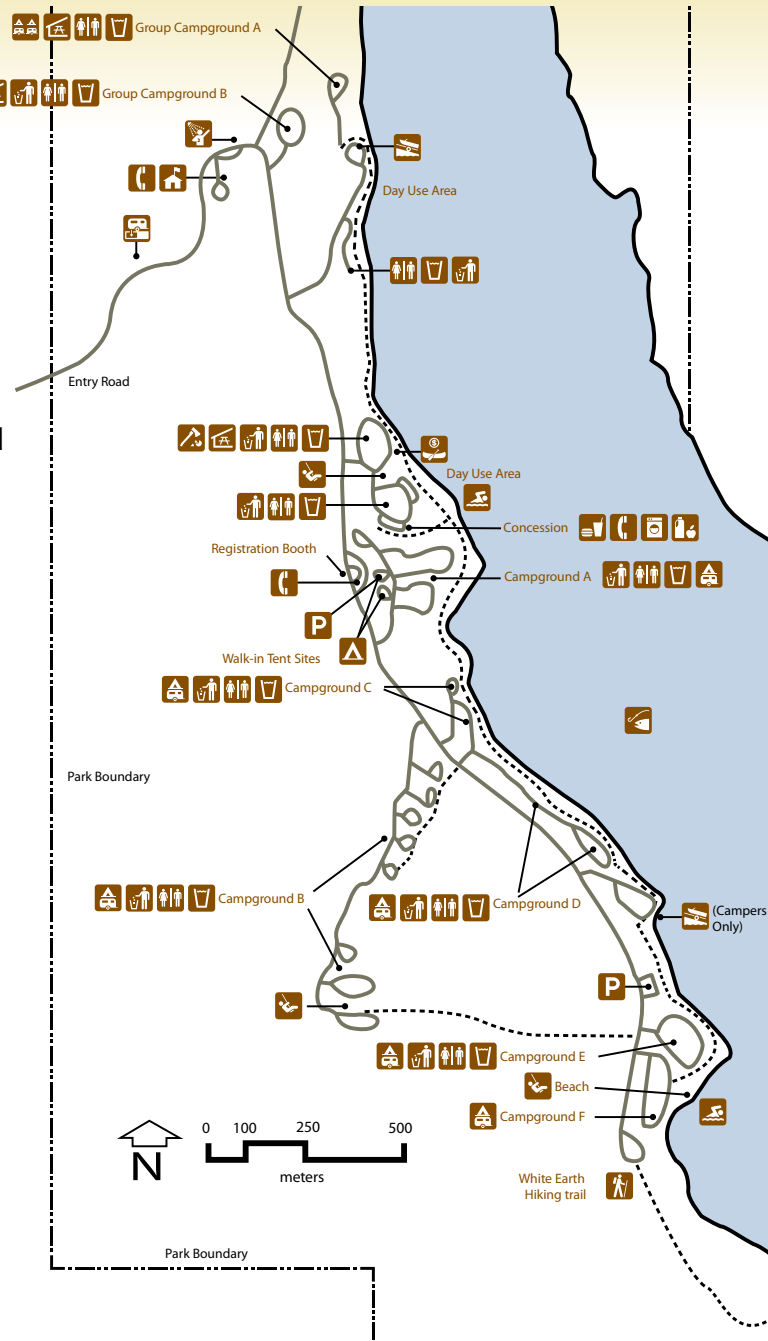 Group Campground A
Group Campground B
Day Use Area
Entry Road
$
Day Use Area
Concession
Registration Booth
Campground A
P
Walk-in Tent Sites
Campground C
Park Boundary
Campground B
Campground D
(Campers
Only)
P
Campground E
Beach
Campground F
0 100 250 500
N
meters
White Earth
Hiking trail
Park Boundary